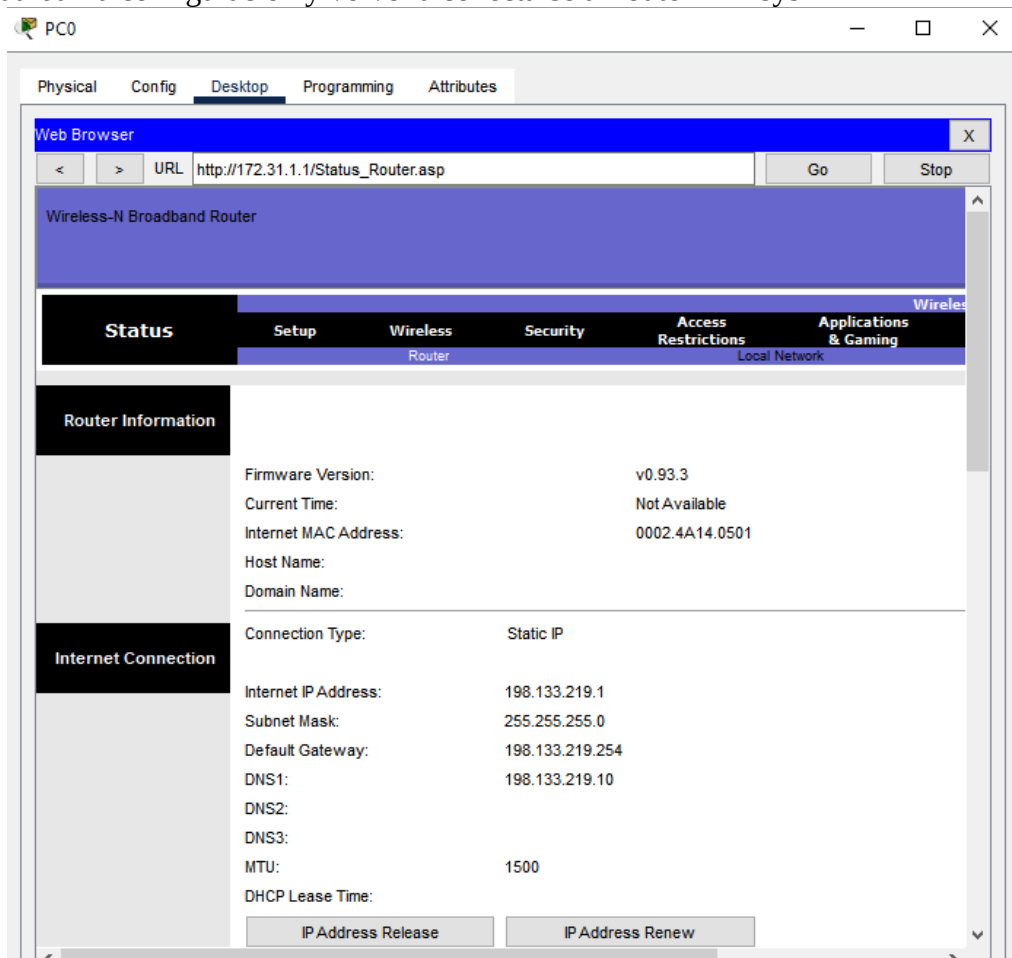 PC0
Physical Config Desktop Programming Attributes
Web Browser X
< > URL http://172.31.1.1/Status_Router.asp Go Stop
Wireless-N Broadband Router
Status Setup Wireless Security Access Restrictions Applications & Gaming
Router Local Network
Router Information
Firmware Version: v0.93.3
Current Time: Not Available
Internet MAC Address: 0002.4A14.0501
Host Name:
Domain Name:
Internet Connection
Connection Type: Static IP
Internet IP Address: 198.133.219.1
Subnet Mask: 255.255.255.0
Default Gateway: 198.133.219.254
DNS1: 198.133.219.10
DNS2:
DNS3:
MTU: 1500
DHCP Lease Time:
IP Address Release IP Address Renew